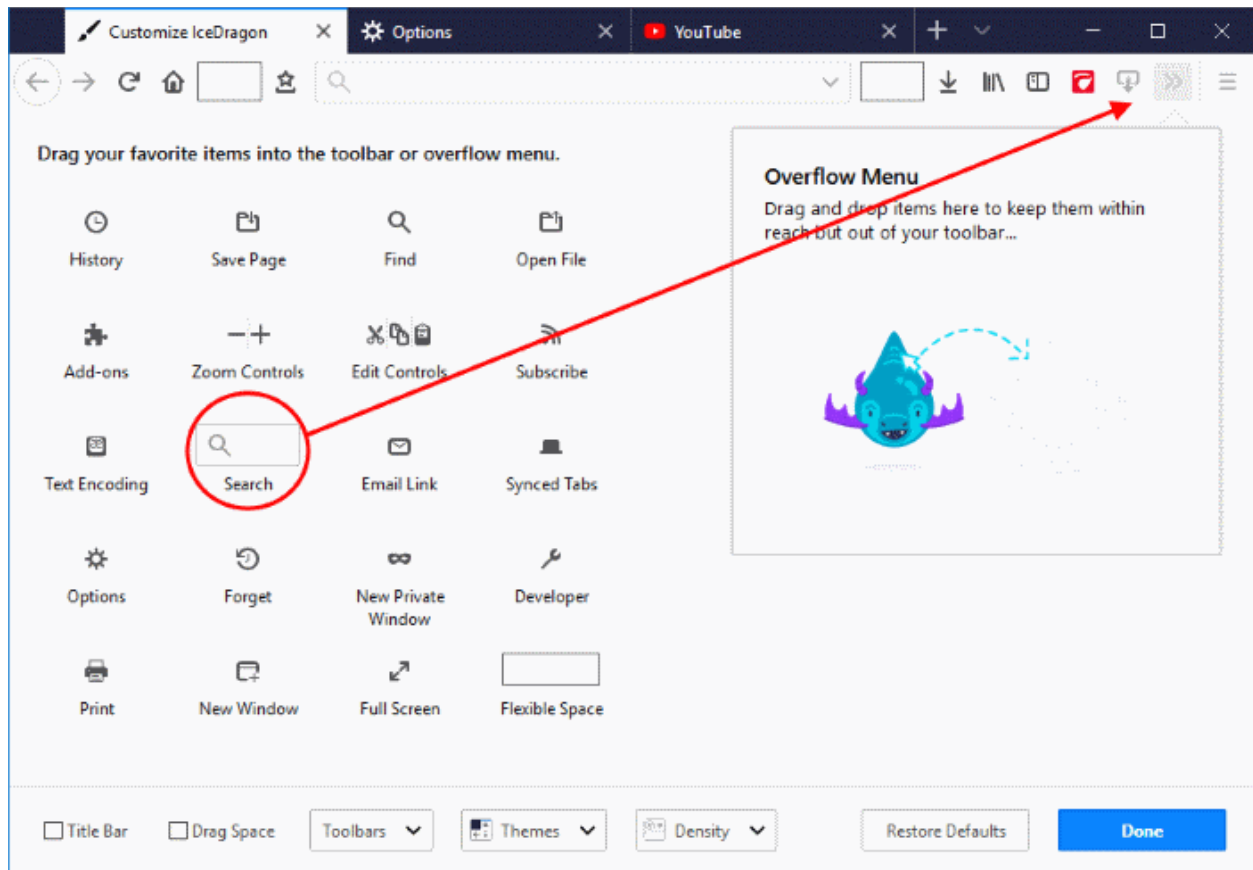 Customize IceDragon
Options
YouTube
Drag your favorite items into the toolbar or overflow menu.
Overflow Menu
Drag and drop items here to keep them within
reach but out of your toolbar...
History
Save Page
Find
Open File
Add-ons
Zoom Controls
Edit Controls
Subscribe
Text Encoding
Search
Email Link
Synced Tabs
Options
Forget
New Private
Window
Developer
Print
New Window
Full Screen
Flexible Space
Title Bar
Drag Space
Toolbars
Themes
Density
Restore Defaults
Done